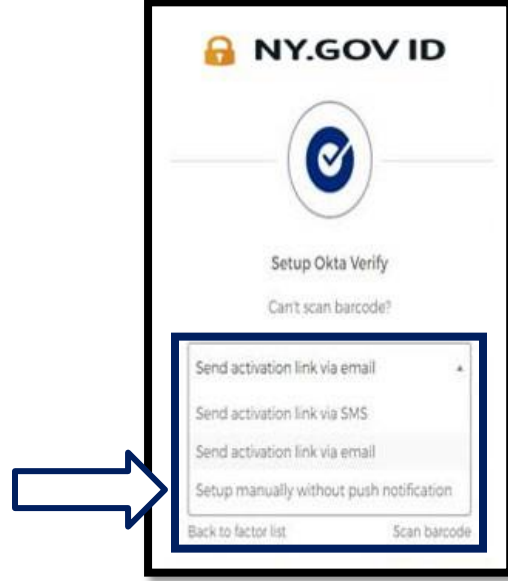 NY.GOV ID
Setup Okta Verify
Can't scan barcode?
Send activation link via email
Send activation link via SMS
Send activation link via email
Setup manually without push notification
Back to factor list Scan barcode